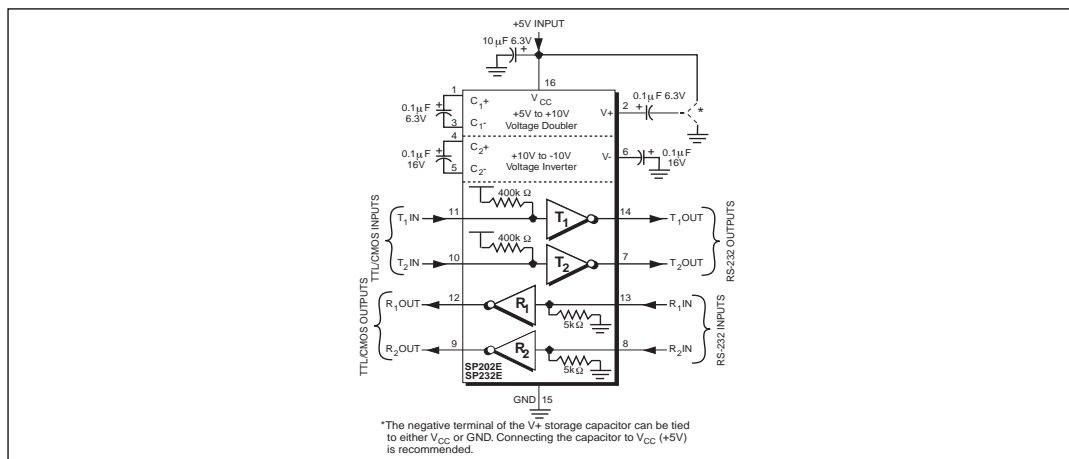 +5V INPUT
10 µF 6.3V
+
16
VCC
1
C1+
0.1µF
6.3V
+
3
C1-
+5V to +10V
Voltage Doubler
V+
2
+
0.1µF 6.3V
*
4
C2+
0.1µF
16V
+
5
C2-
+10V to -10V
Voltage Inverter
V-
6
+
0.1µF
16V
TTL/CMOS INPUTS
T1IN
11
400k Ω
T1
14
T1OUT
T2IN
10
400k Ω
T2
7
T2OUT
RS-232 OUTPUTS
TTL/CMOS OUTPUTS
R1OUT
12
R1
13
R1IN
5kΩ
R2OUT
9
R2
8
R2IN
5kΩ
RS-232 INPUTS
SP202E
SP232E
GND
15
*The negative terminal of the V+ storage capacitor can be tied
to either VCC or GND. Connecting the capacitor to VCC (+5V)
is recommended.